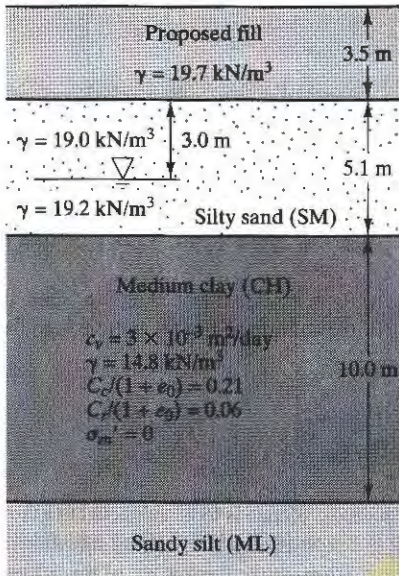 Proposed fill
γ = 19.7 kN/m³
3.5 m
γ = 19.0 kN/m³
3.0 m
5.1 m
γ = 19.2 kN/m³
Silty sand (SM)
Medium clay (CH)
cᵥ = 3 × 10⁻³ m²/day
γ = 14.8 kN/m³
10.0 m
C_c/(1 + e₀) = 0.21
C_r/(1 + e₀) = 0.06
σₘ′ = 0
Sandy silt (ML)